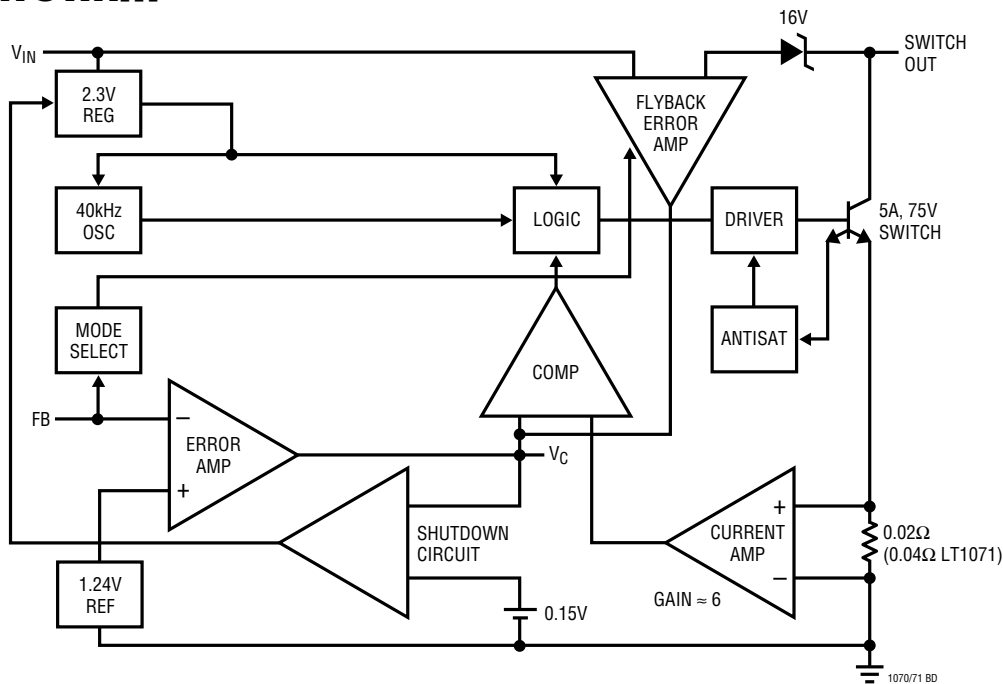 16V
V_IN
SWITCH
OUT
2.3V
REG
FLYBACK
ERROR
AMP
40kHz
OSC
LOGIC
DRIVER
5A, 75V
SWITCH
MODE
SELECT
ANTISAT
COMP
FB
−
ERROR
AMP
+
V_C
SHUTDOWN
CIRCUIT
+
CURRENT
AMP
−
0.02Ω
(0.04Ω LT1071)
1.24V
REF
GAIN ≈ 6
0.15V
1070/71 BD